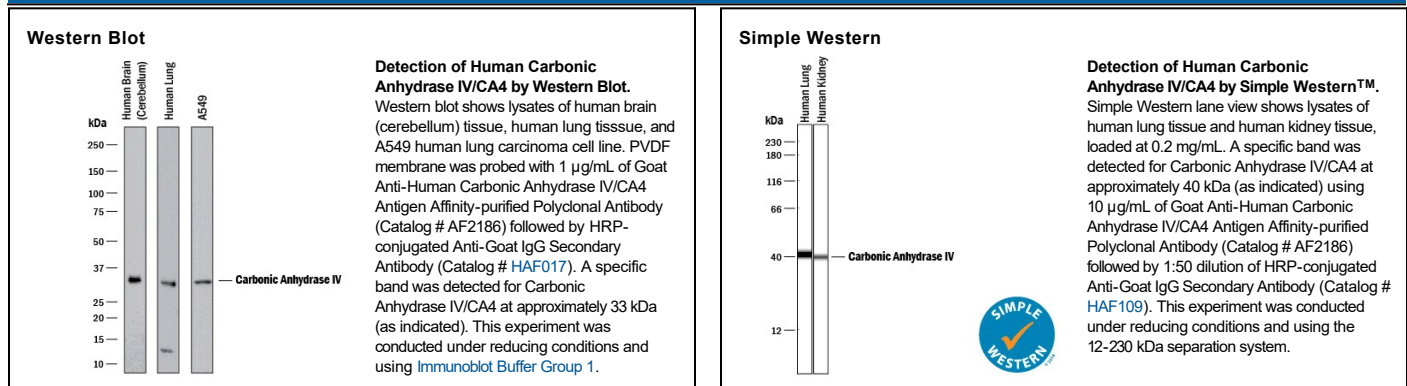 Western Blot
Human Brain
(Cerebellum)
Human Lung
A549
kDa
250
150
100
75
50
37
25
20
15
10
Carbonic Anhydrase IV
Detection of Human Carbonic
Anhydrase IV/CA4 by Western Blot.
Western blot shows lysates of human brain
(cerebellum) tissue, human lung tisssue, and
A549 human lung carcinoma cell line. PVDF
membrane was probed with 1 µg/mL of Goat
Anti-Human Carbonic Anhydrase IV/CA4
Antigen Affinity-purified Polyclonal Antibody
(Catalog # AF2186) followed by HRP-
conjugated Anti-Goat IgG Secondary
Antibody (Catalog # HAF017). A specific
band was detected for Carbonic
Anhydrase IV/CA4 at approximately 33 kDa
(as indicated). This experiment was
conducted under reducing conditions and
using Immunoblot Buffer Group 1.
Simple Western
Human Lung
Human Kidney
kDa
230
180
116
66
40
12
Carbonic Anhydrase IV
SIMPLE
WESTERN
Detection of Human Carbonic
Anhydrase IV/CA4 by Simple Western™.
Simple Western lane view shows lysates of
human lung tissue and human kidney tissue,
loaded at 0.2 mg/mL. A specific band was
detected for Carbonic Anhydrase IV/CA4 at
approximately 40 kDa (as indicated) using
10 µg/mL of Goat Anti-Human Carbonic
Anhydrase IV/CA4 Antigen Affinity-purified
Polyclonal Antibody (Catalog # AF2186)
followed by 1:50 dilution of HRP-conjugated
Anti-Goat IgG Secondary Antibody (Catalog #
HAF109). This experiment was conducted
under reducing conditions and using the
12-230 kDa separation system.